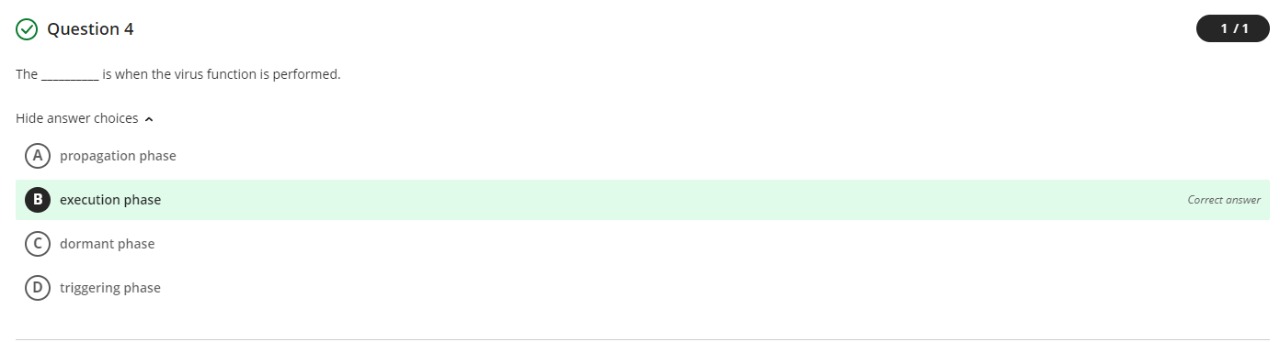 Question 4
1 / 1
The __________ is when the virus function is performed.
Hide answer choices
A propagation phase
B execution phase Correct answer
C dormant phase
D triggering phase